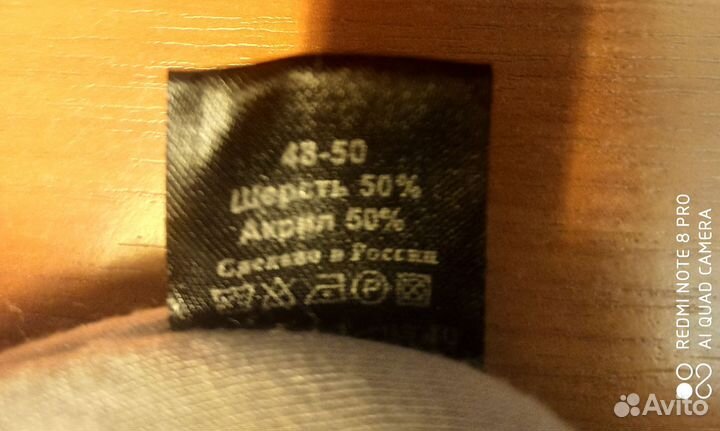 48-50
Шерсть 50%
Акрил 50%
Сделано в России
P
REDMI NOTE 8 PRO
AI QUAD CAMERA
Avito